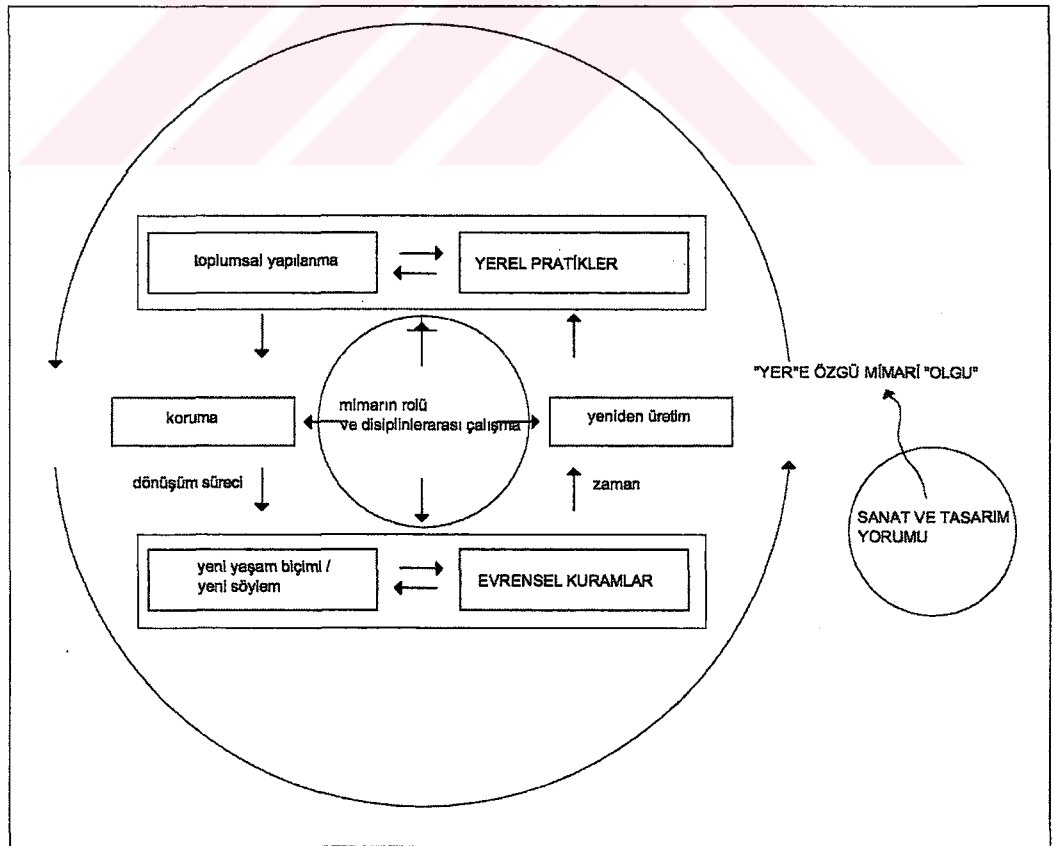 toplumsal yapılanma
YEREL PRATİKLER
"YER"E ÖZGÜ MİMARİ "OLGU"
koruma
mimarın rolü
ve disiplinlerarası çalışma
yeniden üretim
dönüşüm süreci
zaman
SANAT VE TASARIM
YORUMU
yeni yaşam biçimi /
yeni söylem
EVRENSEL KURAMLAR